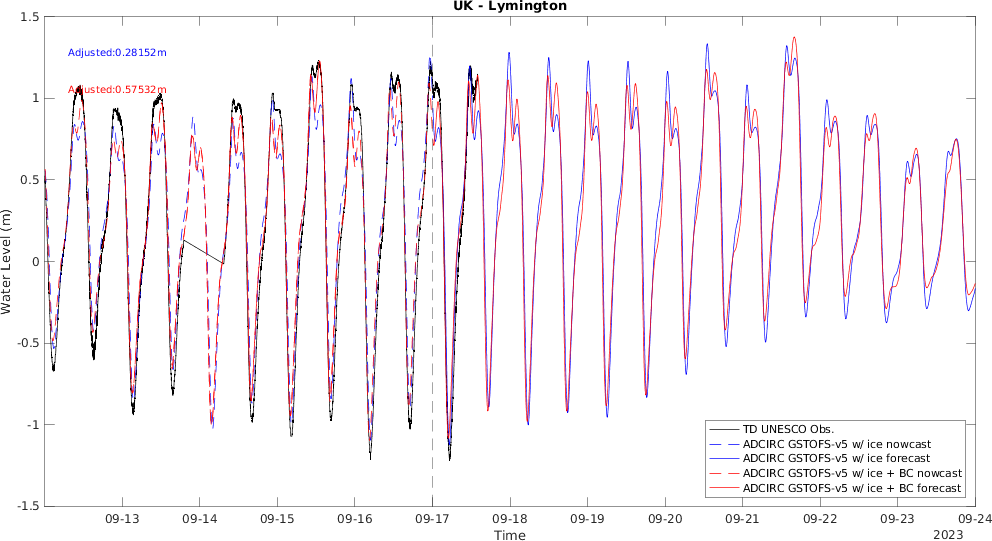 UK - Lymington
1.5
1
0.5
0
-0.5
-1
-1.5
Water Level (m)
Adjusted:0.28152m
Adjusted:0.57532m
TD UNESCO Obs.
ADCIRC GSTOFS-v5 w/ ice nowcast
ADCIRC GSTOFS-v5 w/ ice forecast
ADCIRC GSTOFS-v5 w/ ice + BC nowcast
ADCIRC GSTOFS-v5 w/ ice + BC forecast
09-13 09-14 09-15 09-16 09-17 09-18 09-19 09-20 09-21 09-22 09-23 09-24
Time
2023